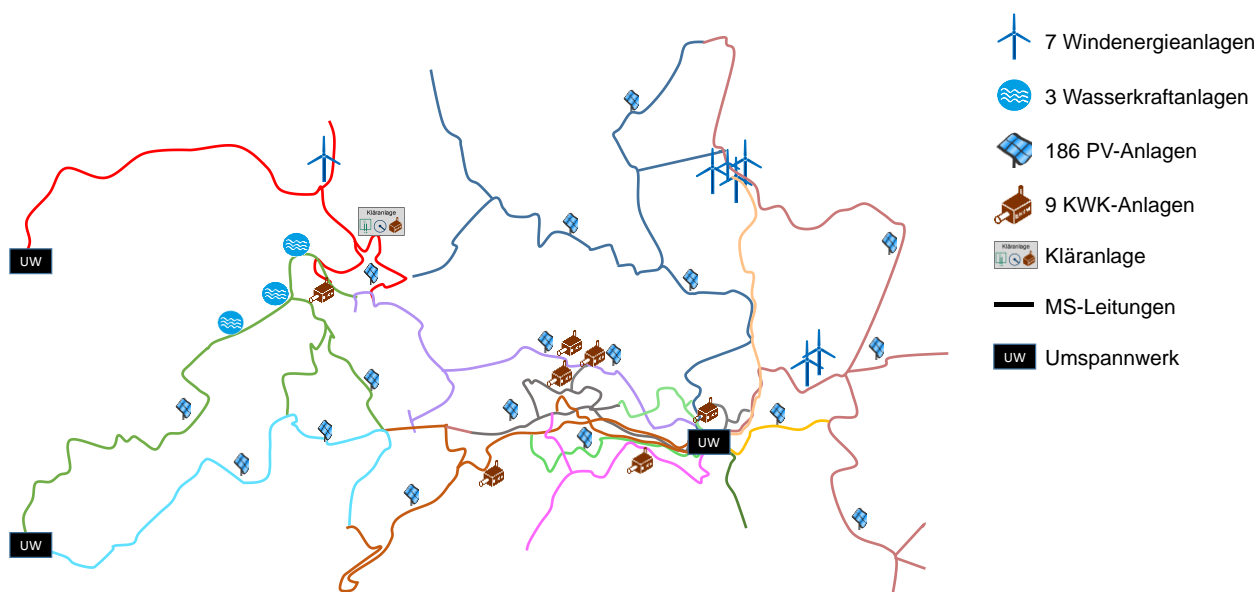 7 Windenergieanlagen
3 Wasserkraftanlagen
186 PV-Anlagen
9 KWK-Anlagen
Kläranlage
Kläranlage
MS-Leitungen
UW
Umspannwerk
Kläranlage
UW
UW
UW